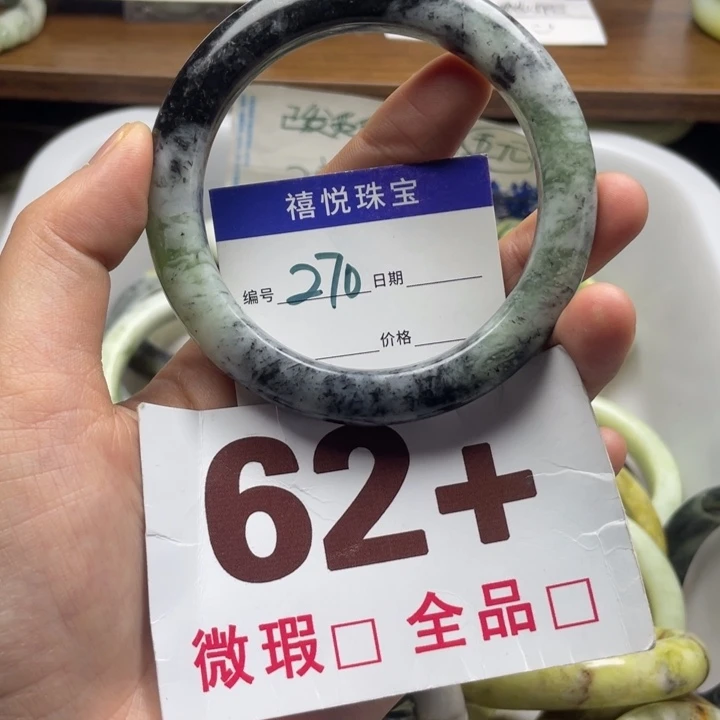 禧悦珠宝
编号 270 日期
价格
62+
微瑕□ 全品□